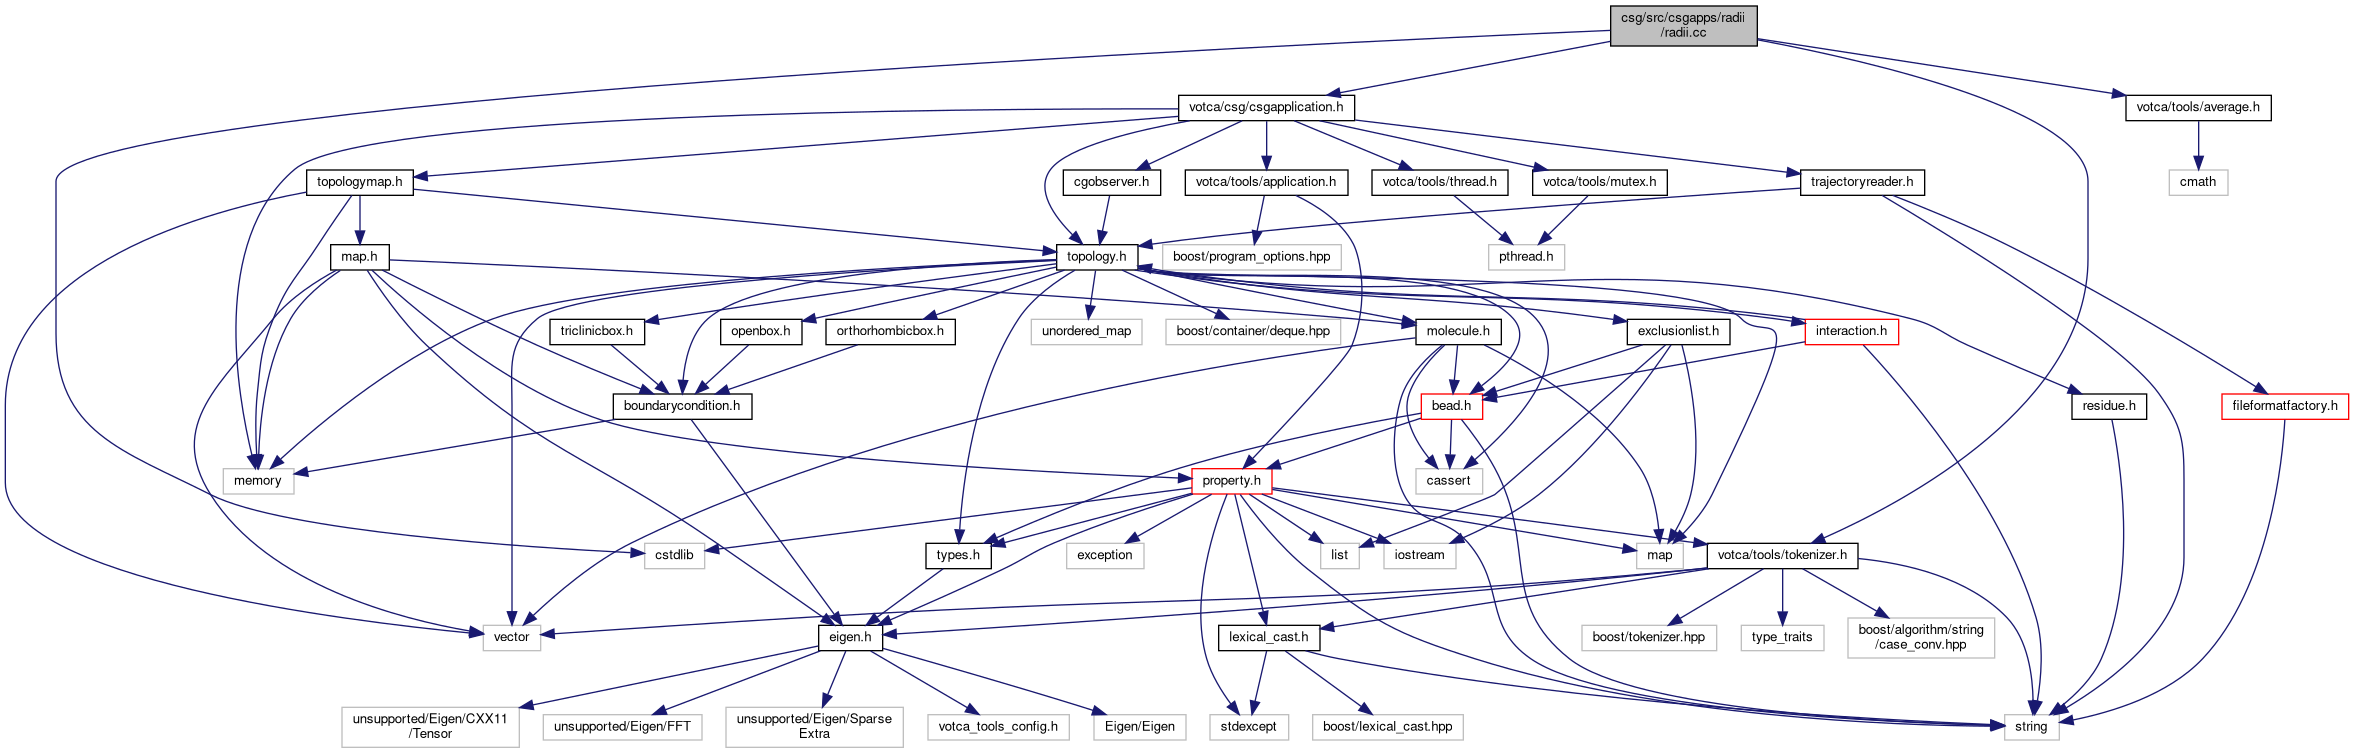 csg/src/csgapps/radii
/radii.cc
votca/csg/csgapplication.h
votca/tools/average.h
topologymap.h
cgobserver.h
votca/tools/application.h
votca/tools/thread.h
votca/tools/mutex.h
trajectoryreader.h
cmath
map.h
topology.h
boost/program_options.hpp
pthread.h
triclinicbox.h
openbox.h
orthorhombicbox.h
unordered_map
boost/container/deque.hpp
molecule.h
exclusionlist.h
interaction.h
boundarycondition.h
bead.h
residue.h
fileformatfactory.h
memory
property.h
cassert
cstdlib
types.h
exception
list
iostream
map
votca/tools/tokenizer.h
vector
eigen.h
lexical_cast.h
boost/tokenizer.hpp
type_traits
boost/algorithm/string
/case_conv.hpp
unsupported/Eigen/CXX11
/Tensor
unsupported/Eigen/FFT
unsupported/Eigen/Sparse
Extra
votca_tools_config.h
Eigen/Eigen
stdexcept
boost/lexical_cast.hpp
string